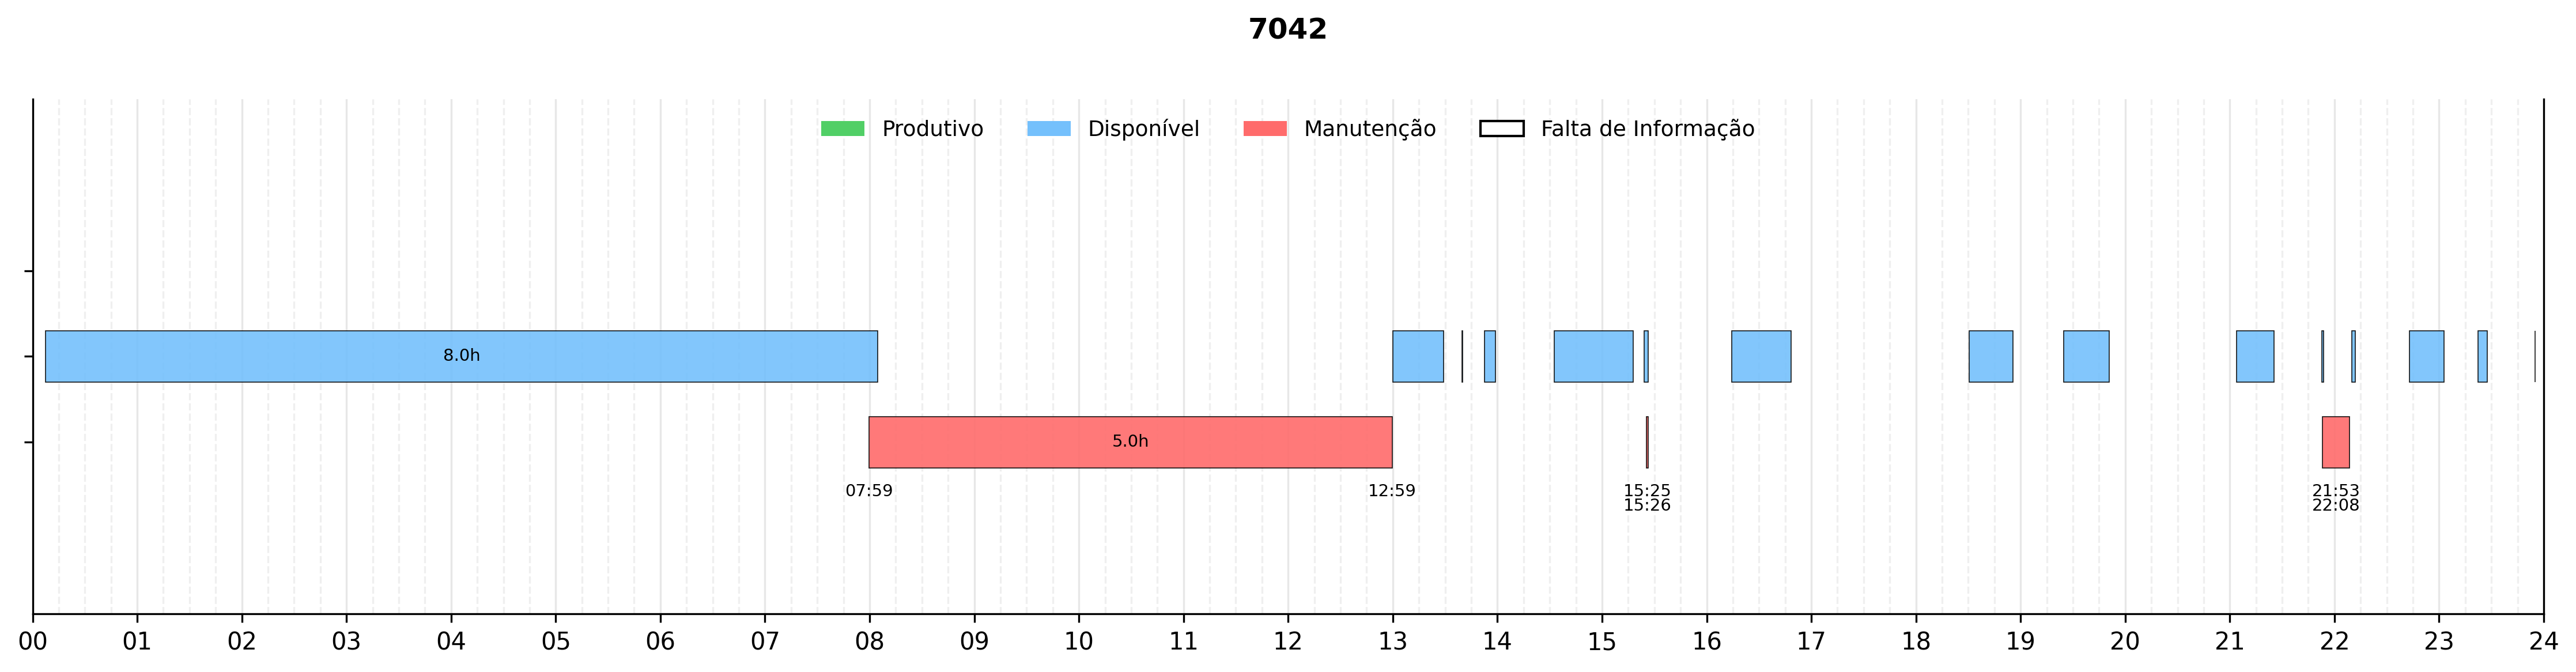 7042
Produtivo Disponível Manutenção Falta de Informação
8.0h
5.0h
07:59 12:59 15:25 21:53
15:26 22:08
00 01 02 03 04 05 06 07 08 09 10 11 12 13 14 15 16 17 18 19 20 21 22 23 24